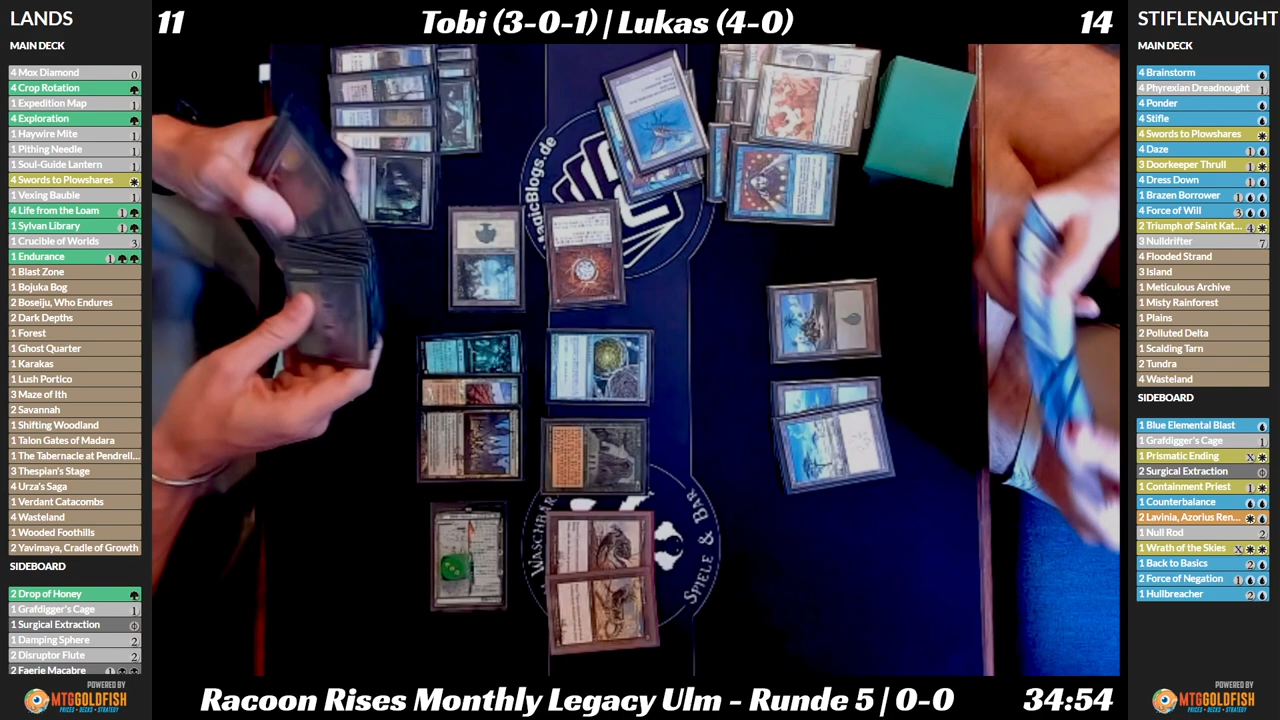 LANDS
11
Tobi (3-0-1) | Lukas (4-0)
14
STIFLENAUGHT
MAIN DECK
4 Mox Diamond 0
4 Crop Rotation
1 Expedition Map 1
4 Exploration
1 Haywire Mite 1
1 Pithing Needle 1
1 Soul-Guide Lantern 1
4 Swords to Plowshares
1 Vexing Bauble 1
4 Life from the Loam 1
1 Sylvan Library 1
1 Crucible of Worlds 3
1 Endurance 1
1 Blast Zone
1 Bojuka Bog
2 Boseiju, Who Endures
2 Dark Depths
1 Forest
1 Ghost Quarter
1 Karakas
1 Lush Portico
3 Maze of Ith
2 Savannah
1 Shifting Woodland
1 Talon Gates of Madara
1 The Tabernacle at Pendrell...
3 Thespian's Stage
4 Urza's Saga
1 Verdant Catacombs
4 Wasteland
1 Wooded Foothills
2 Yavimaya, Cradle of Growth
SIDEBOARD
2 Drop of Honey
1 Grafdigger's Cage 1
1 Surgical Extraction
1 Damping Sphere 2
2 Disruptor Flute 2
2 Faerie Macabre 1
POWERED BY
MTGGOLDFISH
PRICES • DECKS • STRATEGY
MagicBlogs.de
WASCHBAR
SPIELE & BAR
MAIN DECK
4 Brainstorm
4 Phyrexian Dreadnought 1
4 Ponder
4 Stifle
4 Swords to Plowshares
4 Daze 1
3 Doorkeeper Thrull 1
4 Dress Down 1
1 Brazen Borrower 1
4 Force of Will 3
2 Triumph of Saint Kat... 4
3 Nulldrifter 7
4 Flooded Strand
3 Island
1 Meticulous Archive
1 Misty Rainforest
1 Plains
2 Polluted Delta
1 Scalding Tarn
2 Tundra
4 Wasteland
SIDEBOARD
1 Blue Elemental Blast
1 Grafdigger's Cage 1
1 Prismatic Ending X
2 Surgical Extraction
1 Containment Priest 1
1 Counterbalance
2 Lavinia, Azorius Ren...
1 Null Rod 2
1 Wrath of the Skies X
1 Back to Basics 2
2 Force of Negation 1
1 Hullbreacher 2
POWERED BY
MTGGOLDFISH
PRICES • DECKS • STRATEGY
Racoon Rises Monthly Legacy Ulm - Runde 5 | 0-0
34:54